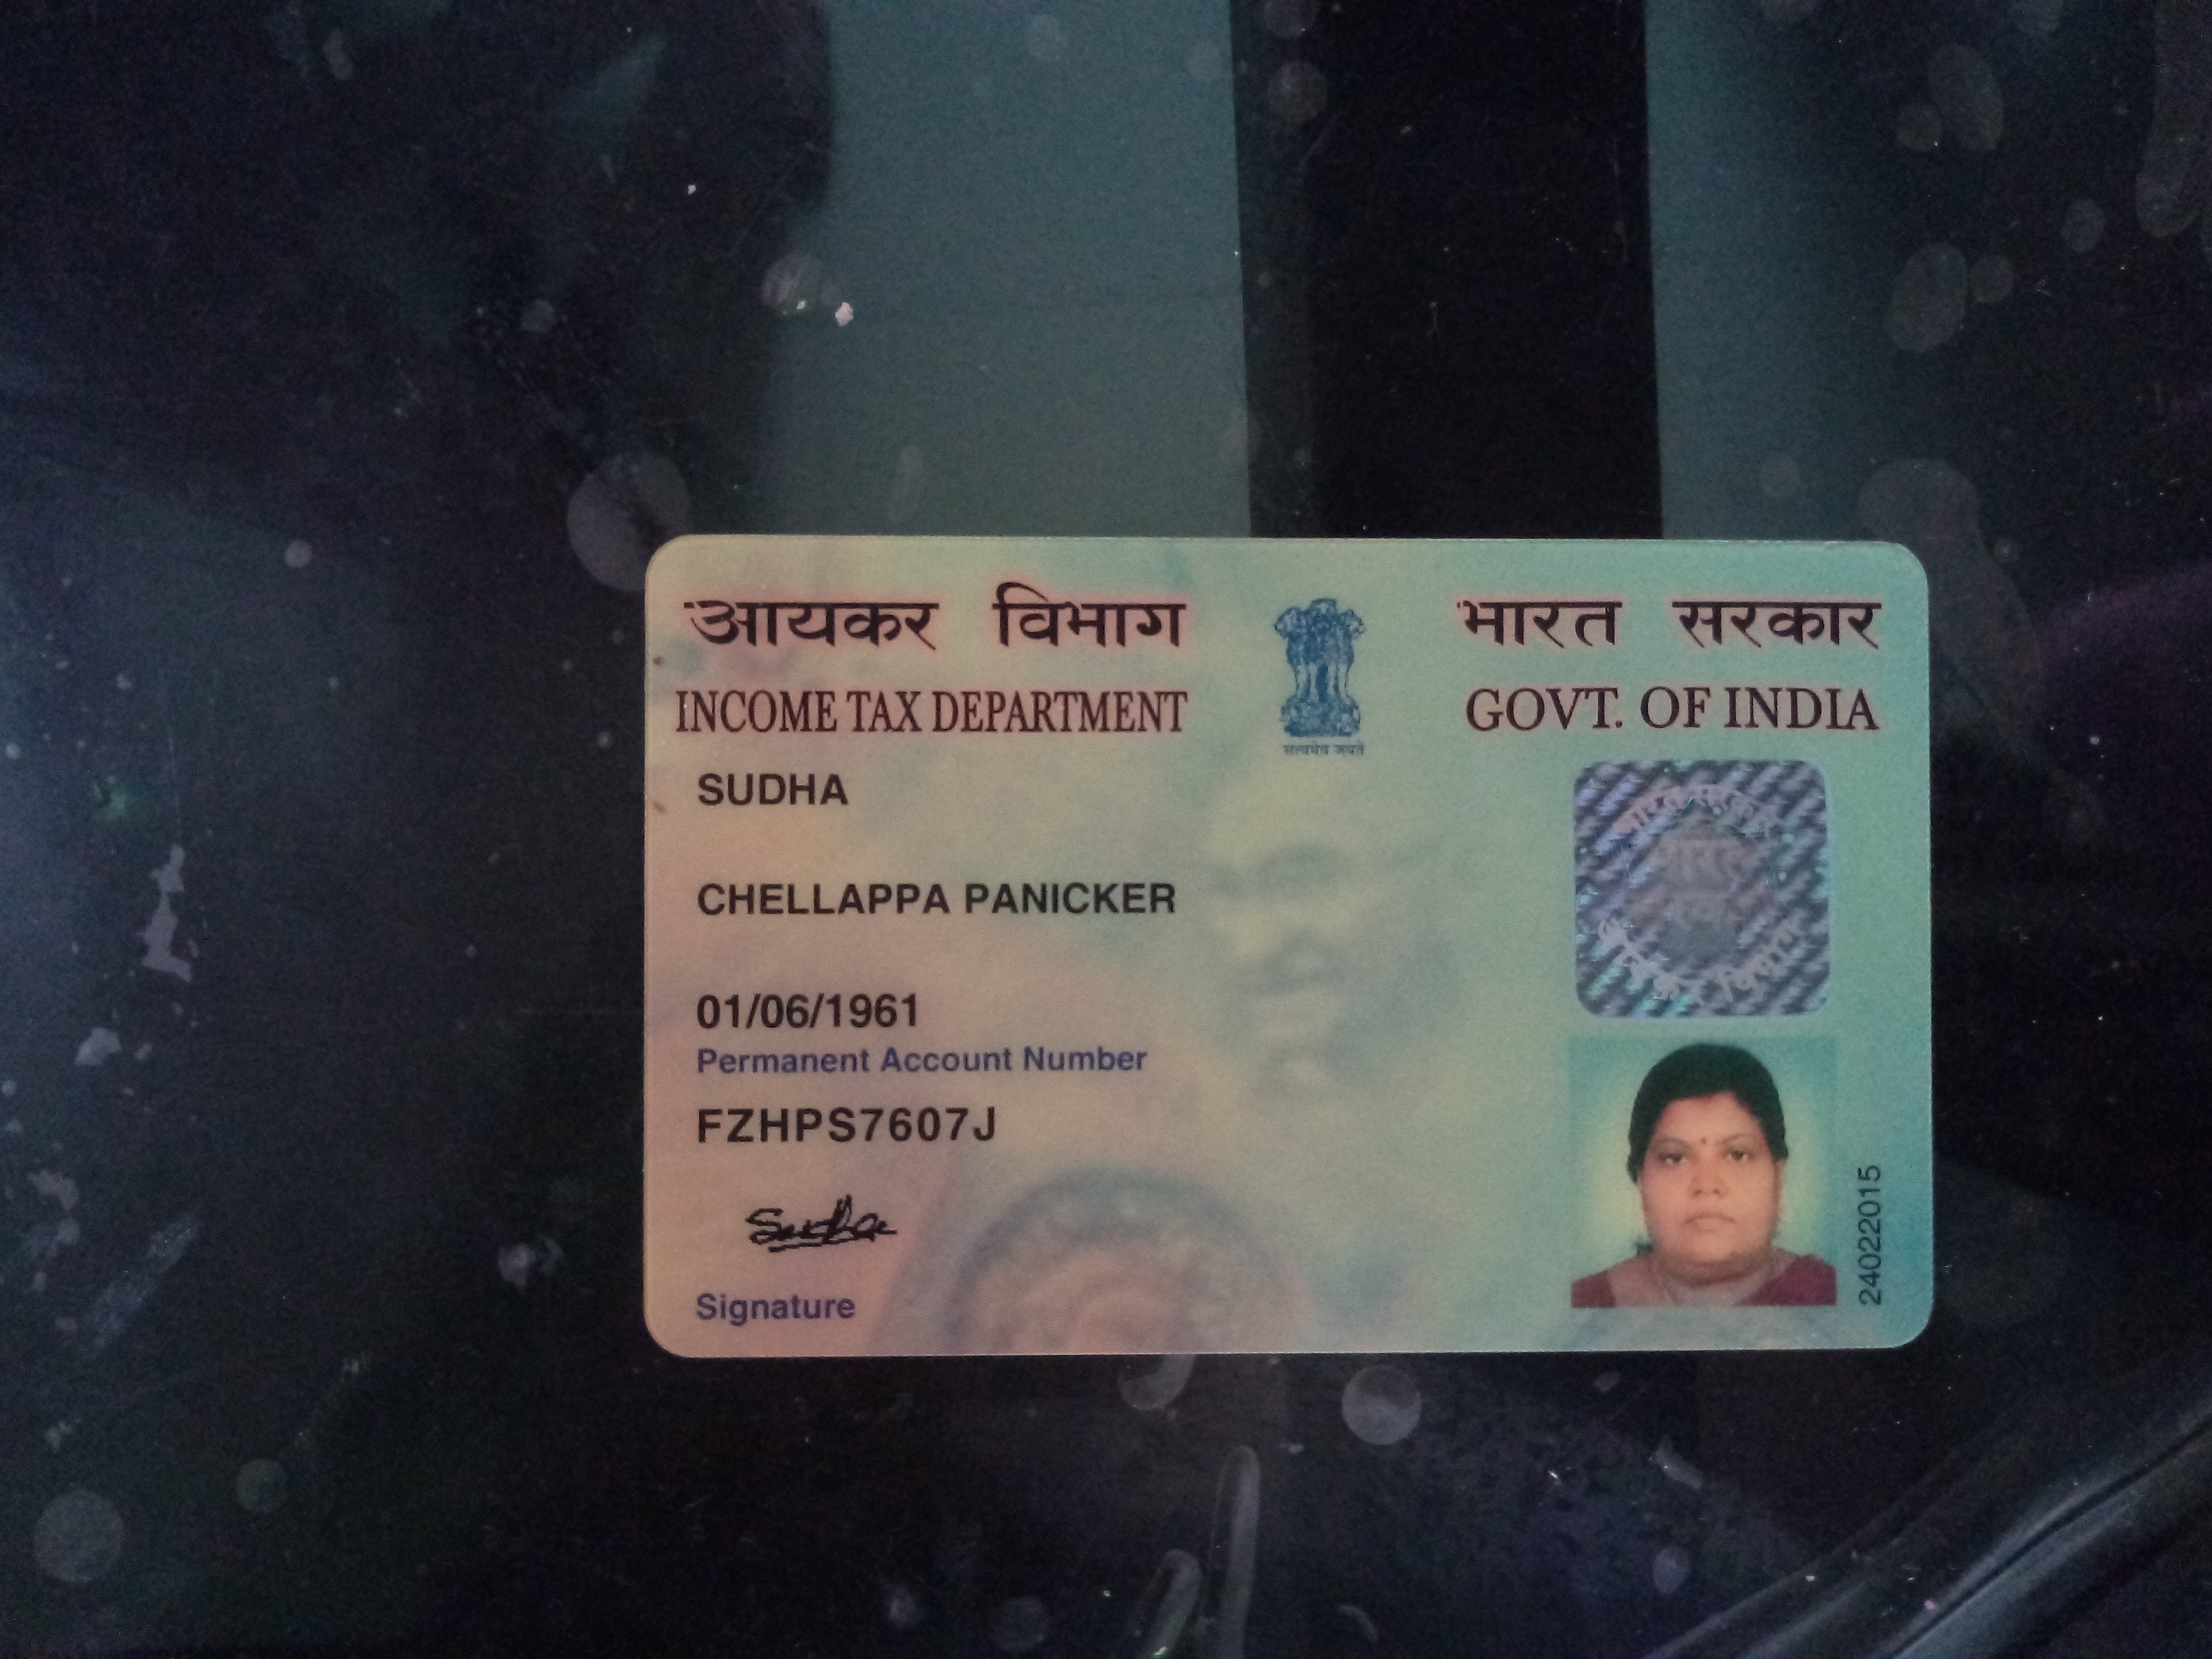 आयकर विभाग
INCOME TAX DEPARTMENT
सत्यमेव जयते
भारत सरकार
GOVT. OF INDIA
SUDHA
CHELLAPPA PANICKER
01/06/1961
Permanent Account Number
FZHPS7607J
Sudha
Signature
24022015